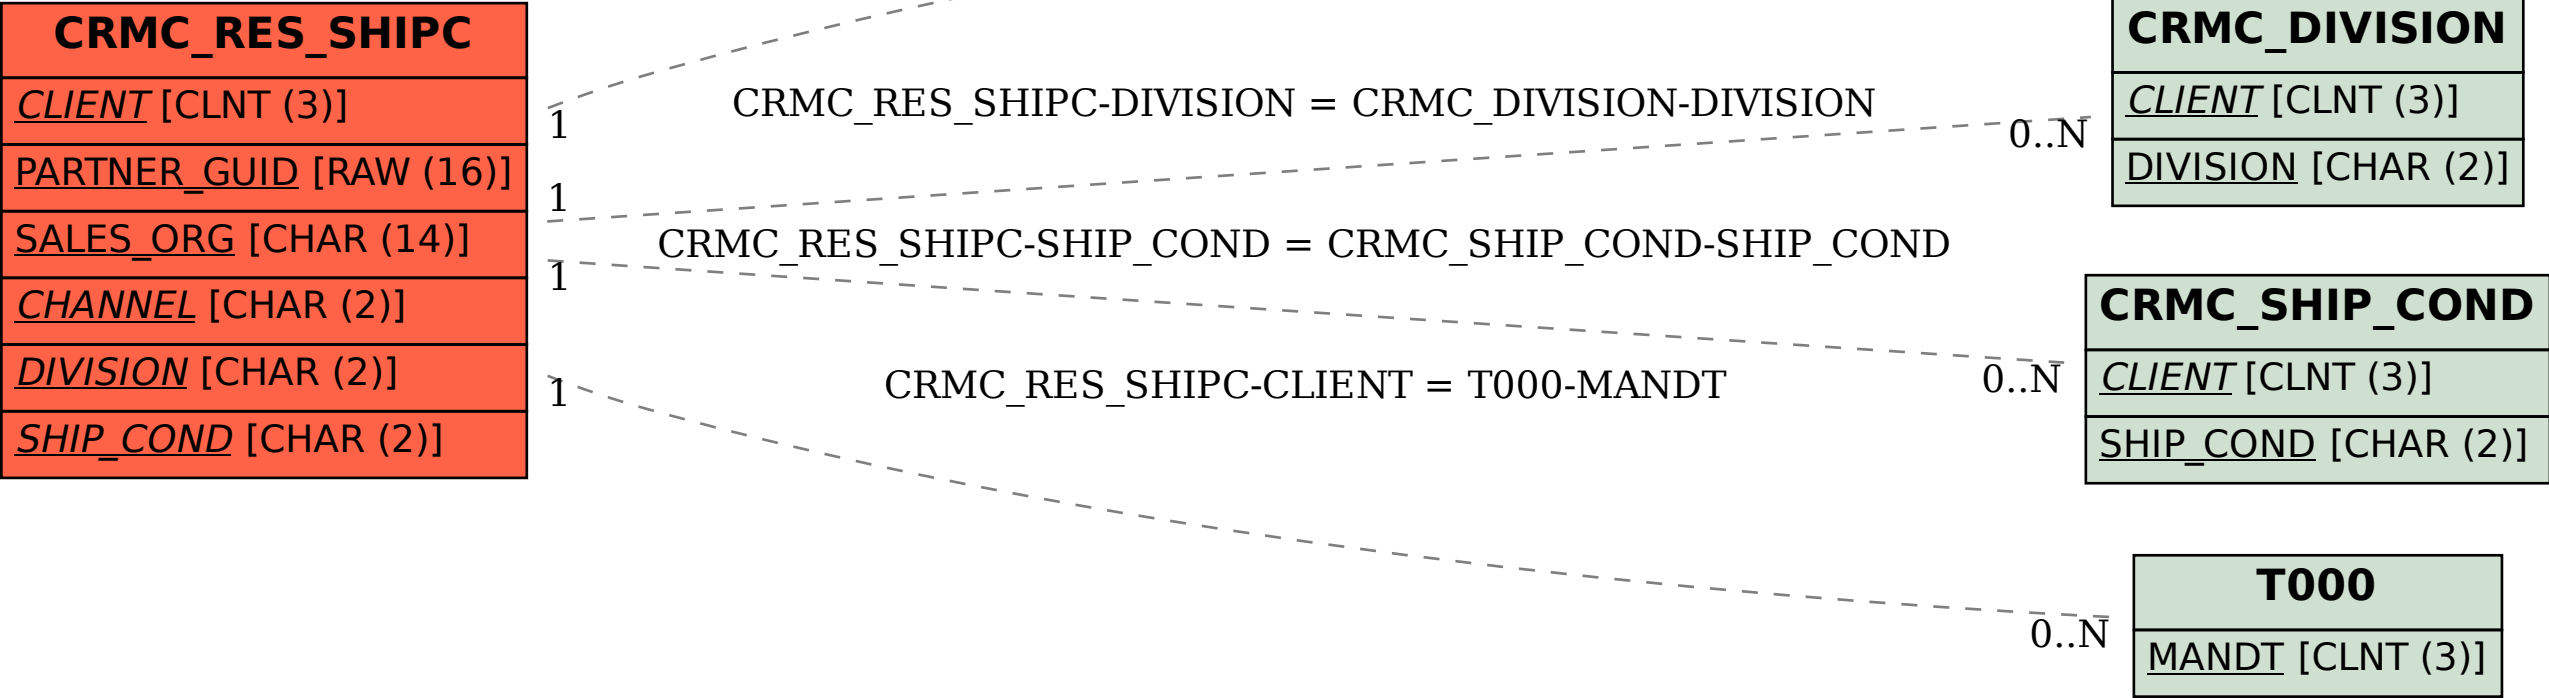 CRMC_RES_SHIPC
CLIENT [CLNT (3)]
PARTNER_GUID [RAW (16)]
SALES_ORG [CHAR (14)]
CHANNEL [CHAR (2)]
DIVISION [CHAR (2)]
SHIP_COND [CHAR (2)]
1
1
1
1
CRMC_RES_SHIPC-DIVISION = CRMC_DIVISION-DIVISION
0..N
CRMC_RES_SHIPC-SHIP_COND = CRMC_SHIP_COND-SHIP_COND
0..N
CRMC_RES_SHIPC-CLIENT = T000-MANDT
0..N
CRMC_DIVISION
CLIENT [CLNT (3)]
DIVISION [CHAR (2)]
CRMC_SHIP_COND
CLIENT [CLNT (3)]
SHIP_COND [CHAR (2)]
T000
MANDT [CLNT (3)]